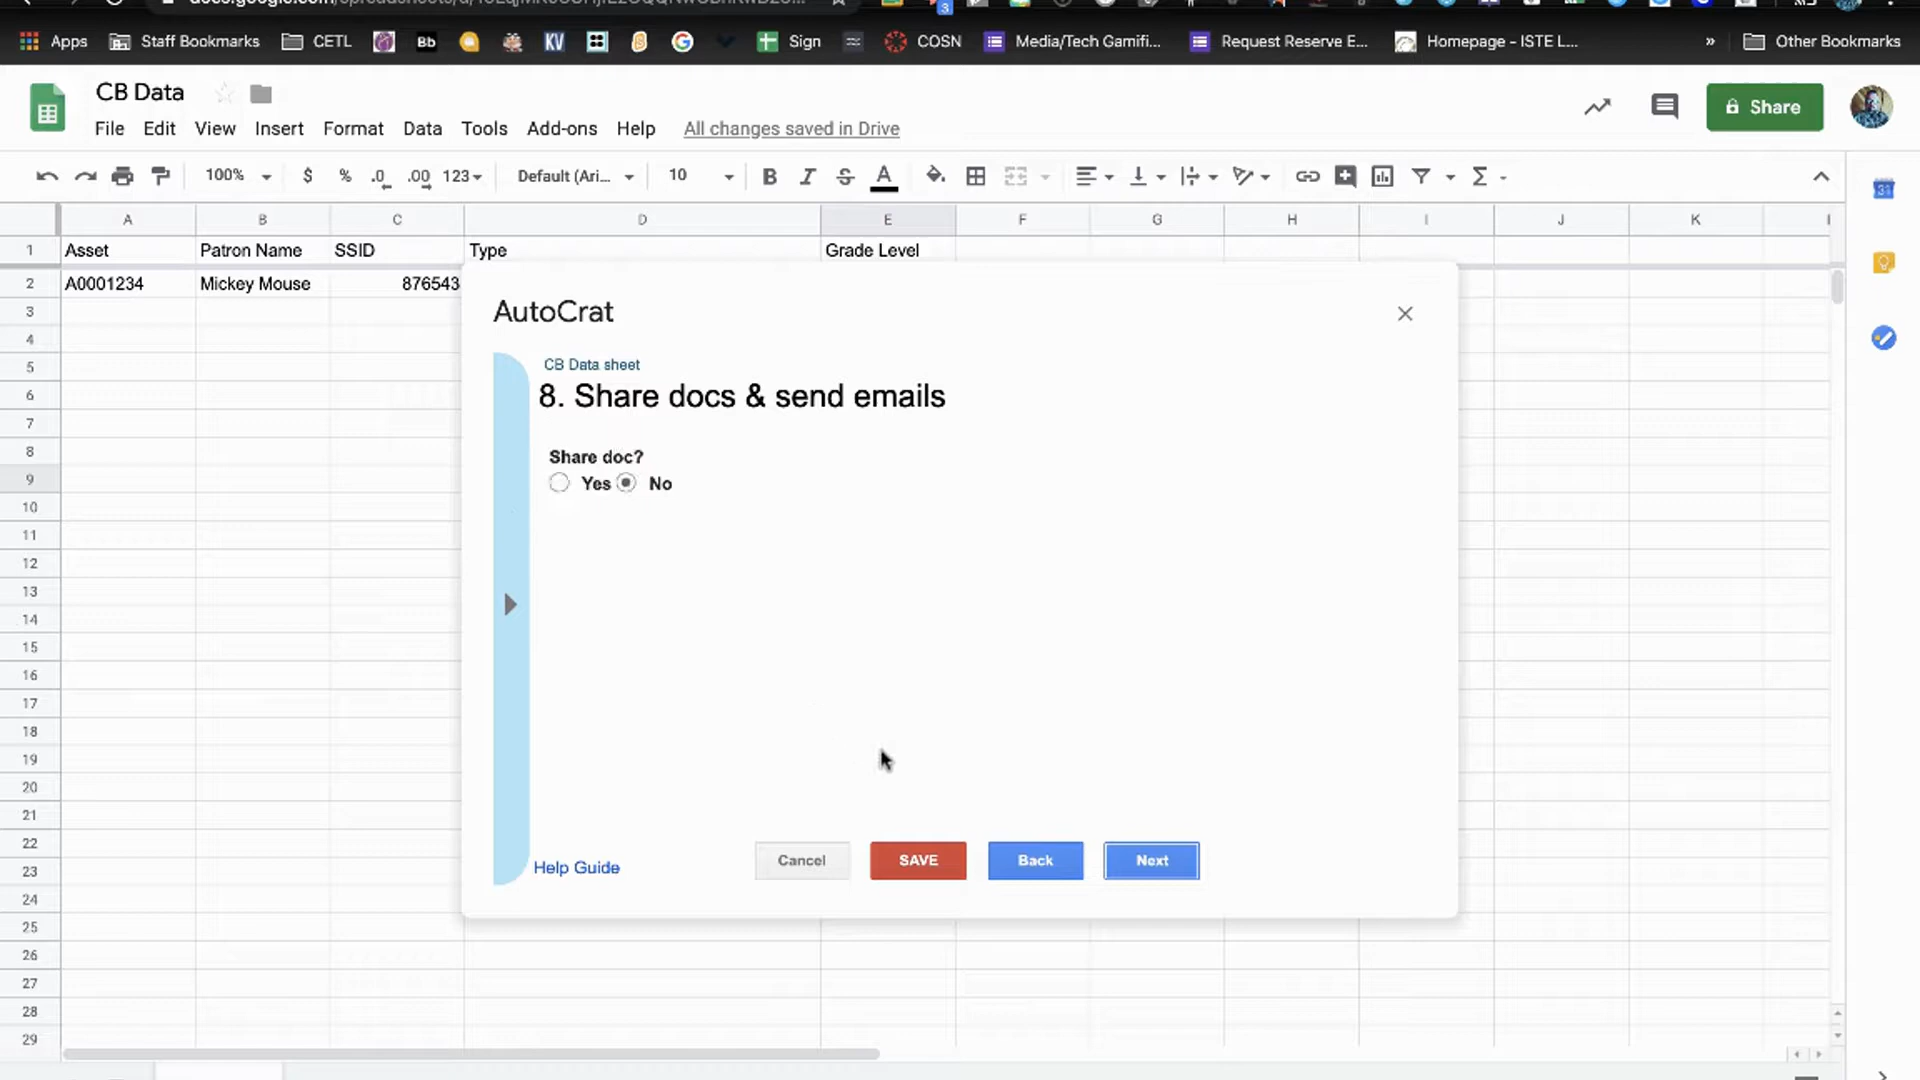 Apps Staff Bookmarks CETL Bb KV Sign COSN Media/Tech Gamifi... Request Reserve E... Homepage - ISTE L... » Other Bookmarks
3
CB Data
File Edit View Insert Format Data Tools Add-ons Help All changes saved in Drive
Share
100% $ % .0 .00 123 Default (Ari... 10 B I S A Σ
31
A B C D E F G H I J K
1 Asset Patron Name SSID Type Grade Level
2 A0001234 Mickey Mouse 876543
3
4
5
6
7
8
9
10
11
12
13
14
15
16
17
18
19
20
21
22
23
24
25
26
27
28
29
AutoCrat
CB Data sheet
8. Share docs & send emails
Share doc?
Yes No
Help Guide Cancel SAVE Back Next